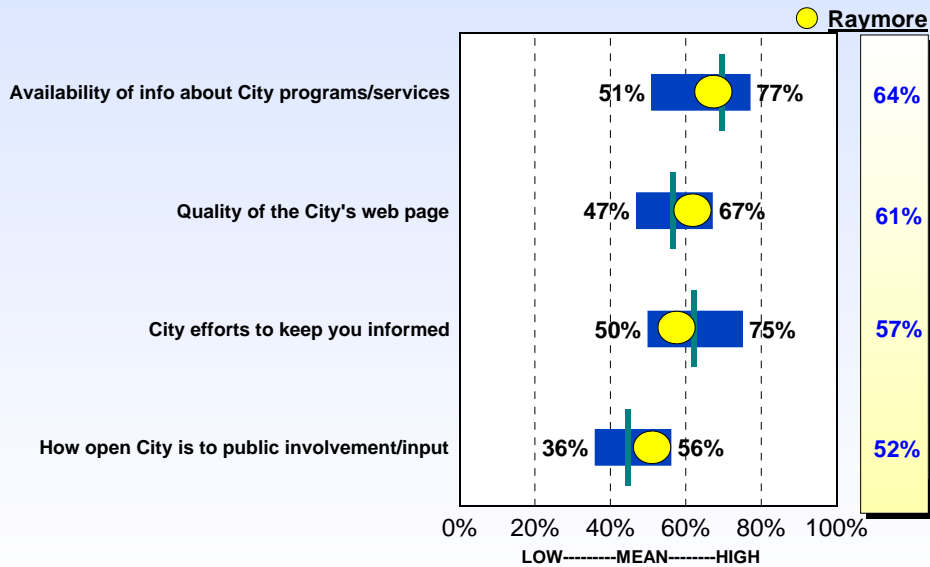 Raymore
Availability of info about City programs/services 51% 77% 64%
Quality of the City's web page 47% 67% 61%
City efforts to keep you informed 50% 75% 57%
How open City is to public involvement/input 36% 56% 52%
0% 20% 40% 60% 80% 100%
LOW---------MEAN--------HIGH